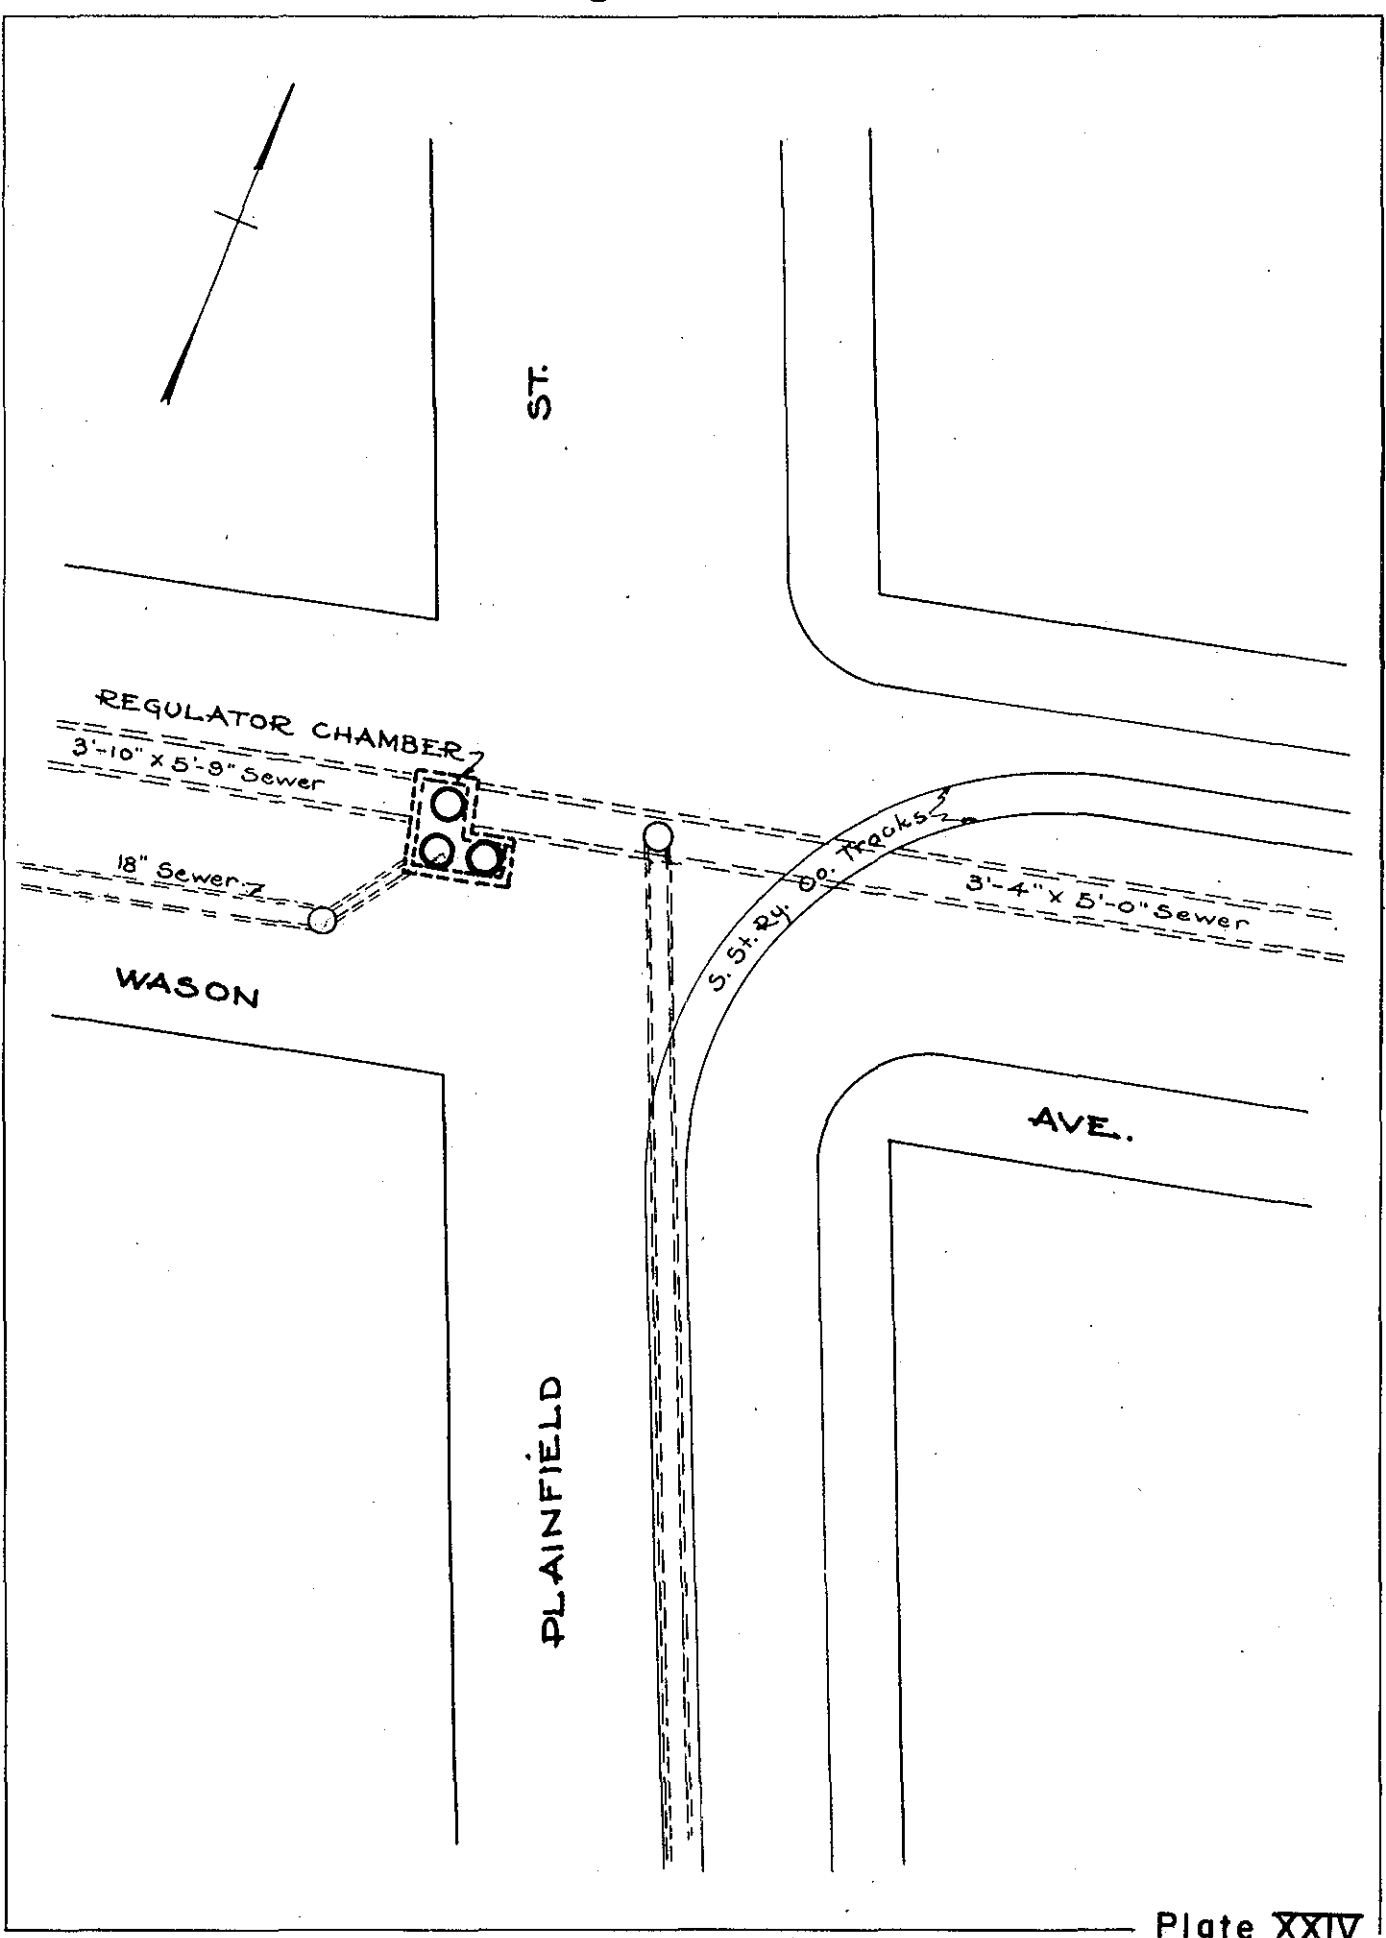 ST.
REGULATOR CHAMBER
3'-10" x 5'-9" Sewer
18" Sewer
S. St. Ry. Co. Tracks
3'-4" x 5'-0" Sewer
WASON
AVE.
PLAINFIELD
Plate XXIV